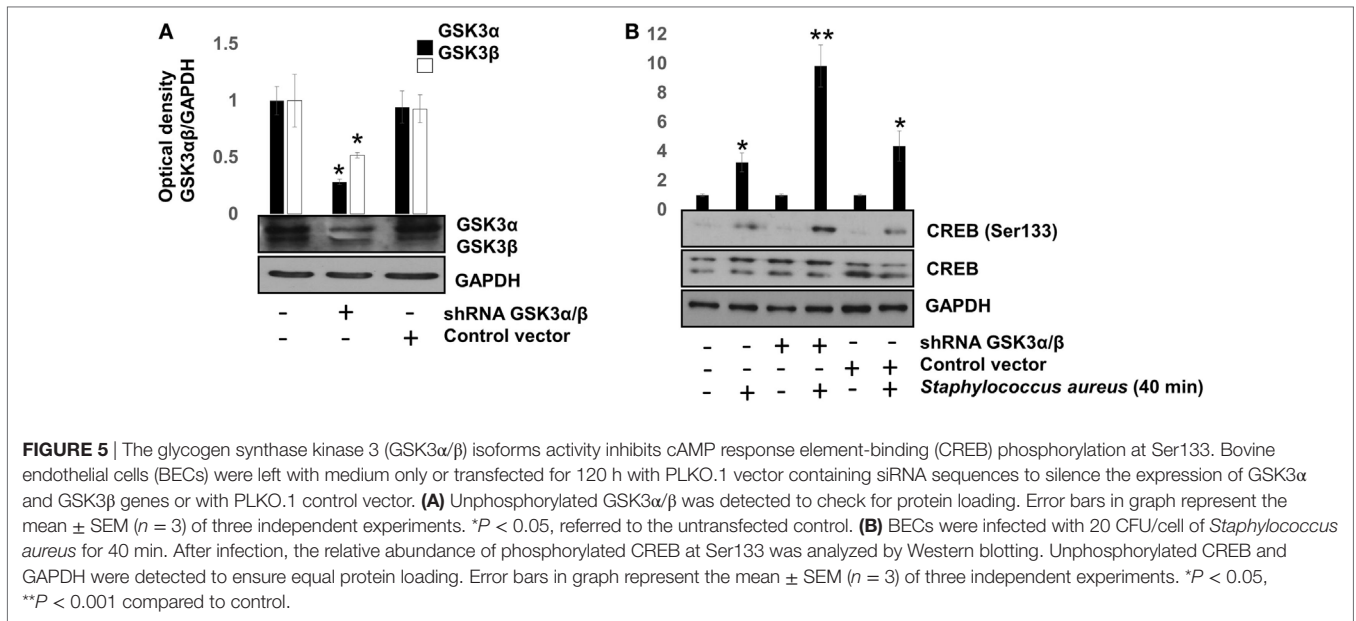 A
1.5
1
0.5
0
Optical density
GSK3αβ/GAPDH
GSK3α
GSK3β
*
*
GSK3α
GSK3β
GAPDH
- + - shRNA GSK3α/β
- - + Control vector
B
12
10
8
6
4
2
0
*
**
*
CREB (Ser133)
CREB
GAPDH
- - + + - - shRNA GSK3α/β
- - - - + + Control vector
- + - + - + Staphylococcus aureus (40 min)
FIGURE 5 | The glycogen synthase kinase 3 (GSK3α/β) isoforms activity inhibits cAMP response element-binding (CREB) phosphorylation at Ser133. Bovine
endothelial cells (BECs) were left with medium only or transfected for 120 h with PLKO.1 vector containing siRNA sequences to silence the expression of GSK3α
and GSK3β genes or with PLKO.1 control vector. (A) Unphosphorylated GSK3α/β was detected to check for protein loading. Error bars in graph represent the
mean ± SEM (n = 3) of three independent experiments. *P < 0.05, referred to the untransfected control. (B) BECs were infected with 20 CFU/cell of Staphylococcus
aureus for 40 min. After infection, the relative abundance of phosphorylated CREB at Ser133 was analyzed by Western blotting. Unphosphorylated CREB and
GAPDH were detected to ensure equal protein loading. Error bars in graph represent the mean ± SEM (n = 3) of three independent experiments. *P < 0.05,
**P < 0.001 compared to control.